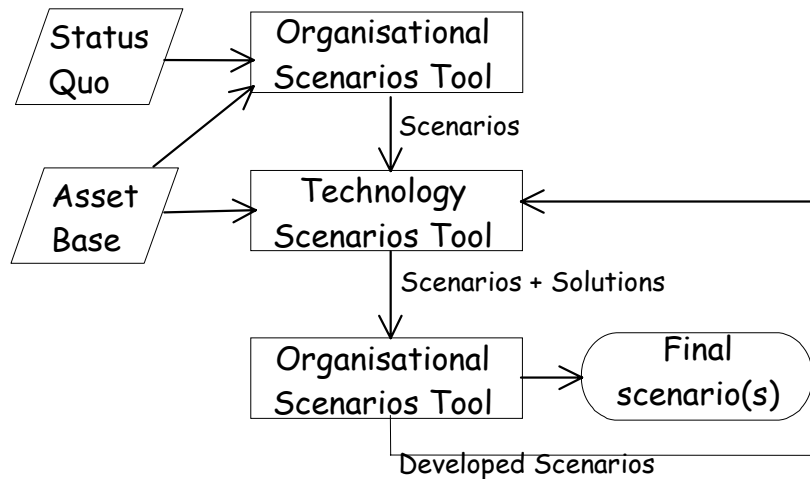 Status
Quo
Organisational
Scenarios Tool
Scenarios
Asset
Base
Technology
Scenarios Tool
Scenarios + Solutions
Organisational
Scenarios Tool
Final
scenario(s)
Developed Scenarios